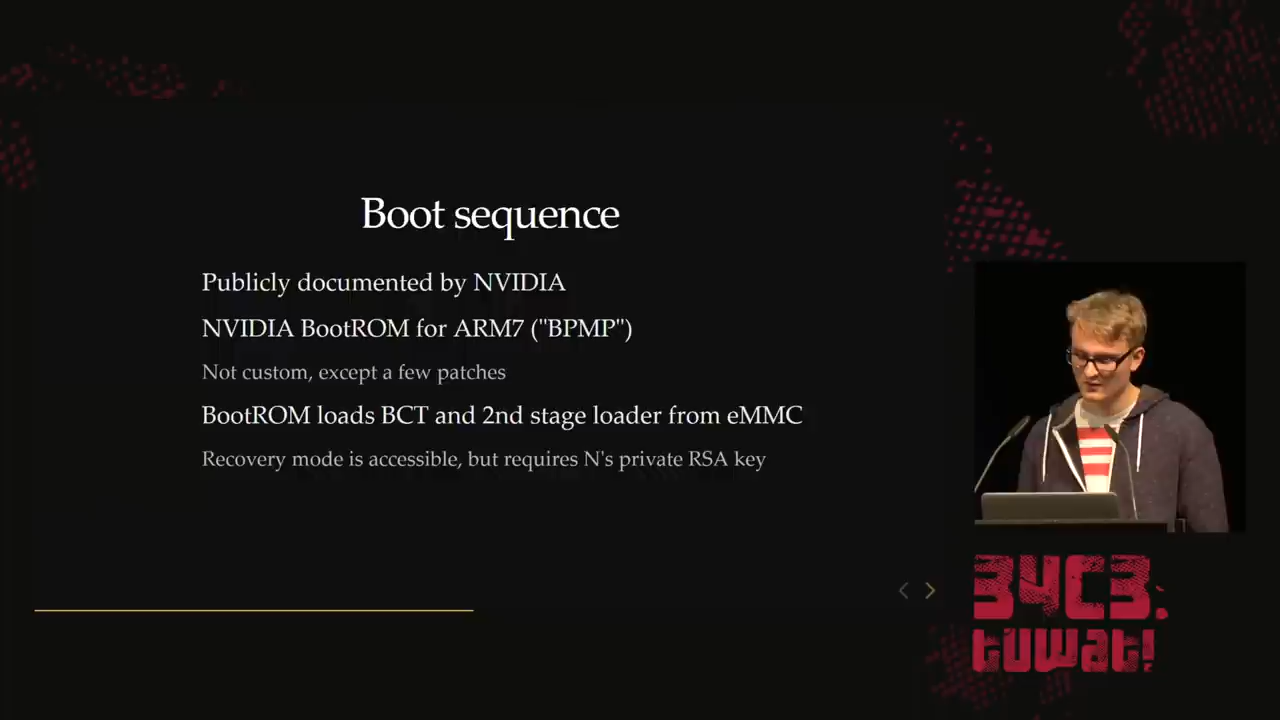 Boot sequence
Publicly documented by NVIDIA
NVIDIA BootROM for ARM7 ("BPMP")
Not custom, except a few patches
BootROM loads BCT and 2nd stage loader from eMMC
Recovery mode is accessible, but requires N's private RSA key
34C3.
tuwat!